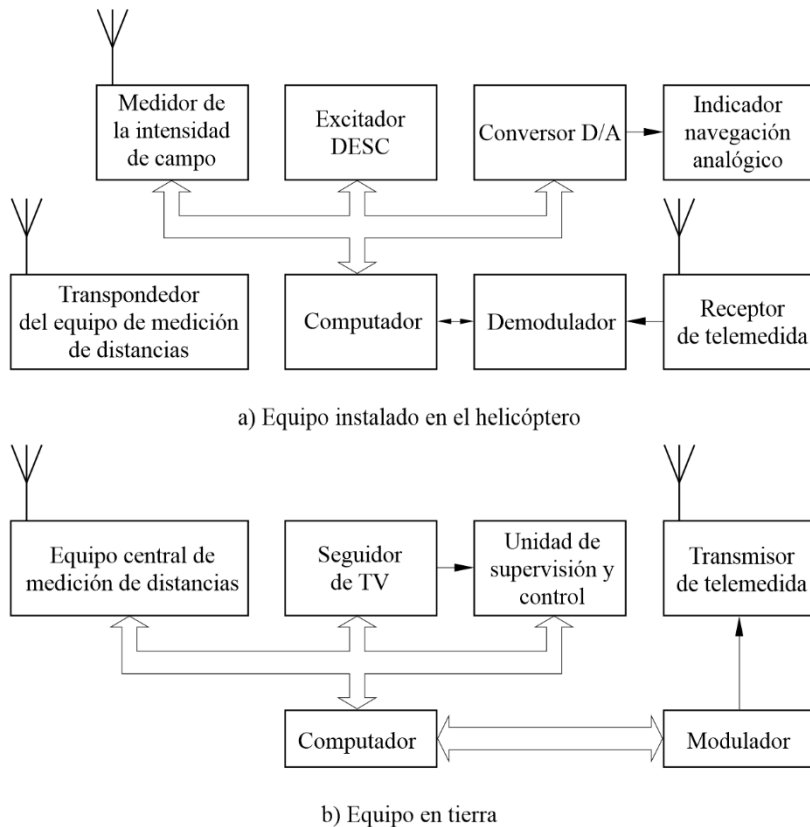 Medidor de
la intensidad
de campo
Excitador
DESC
Conversor D/A
Indicador
navegación
analógico
Transpondedor
del equipo de medición
de distancias
Computador
Demodulador
Receptor
de telemedida
a) Equipo instalado en el helicóptero
Equipo central de
medición de distancias
Seguidor
de TV
Unidad de
supervisión y
control
Transmisor
de telemedida
Computador
Modulador
b) Equipo en tierra